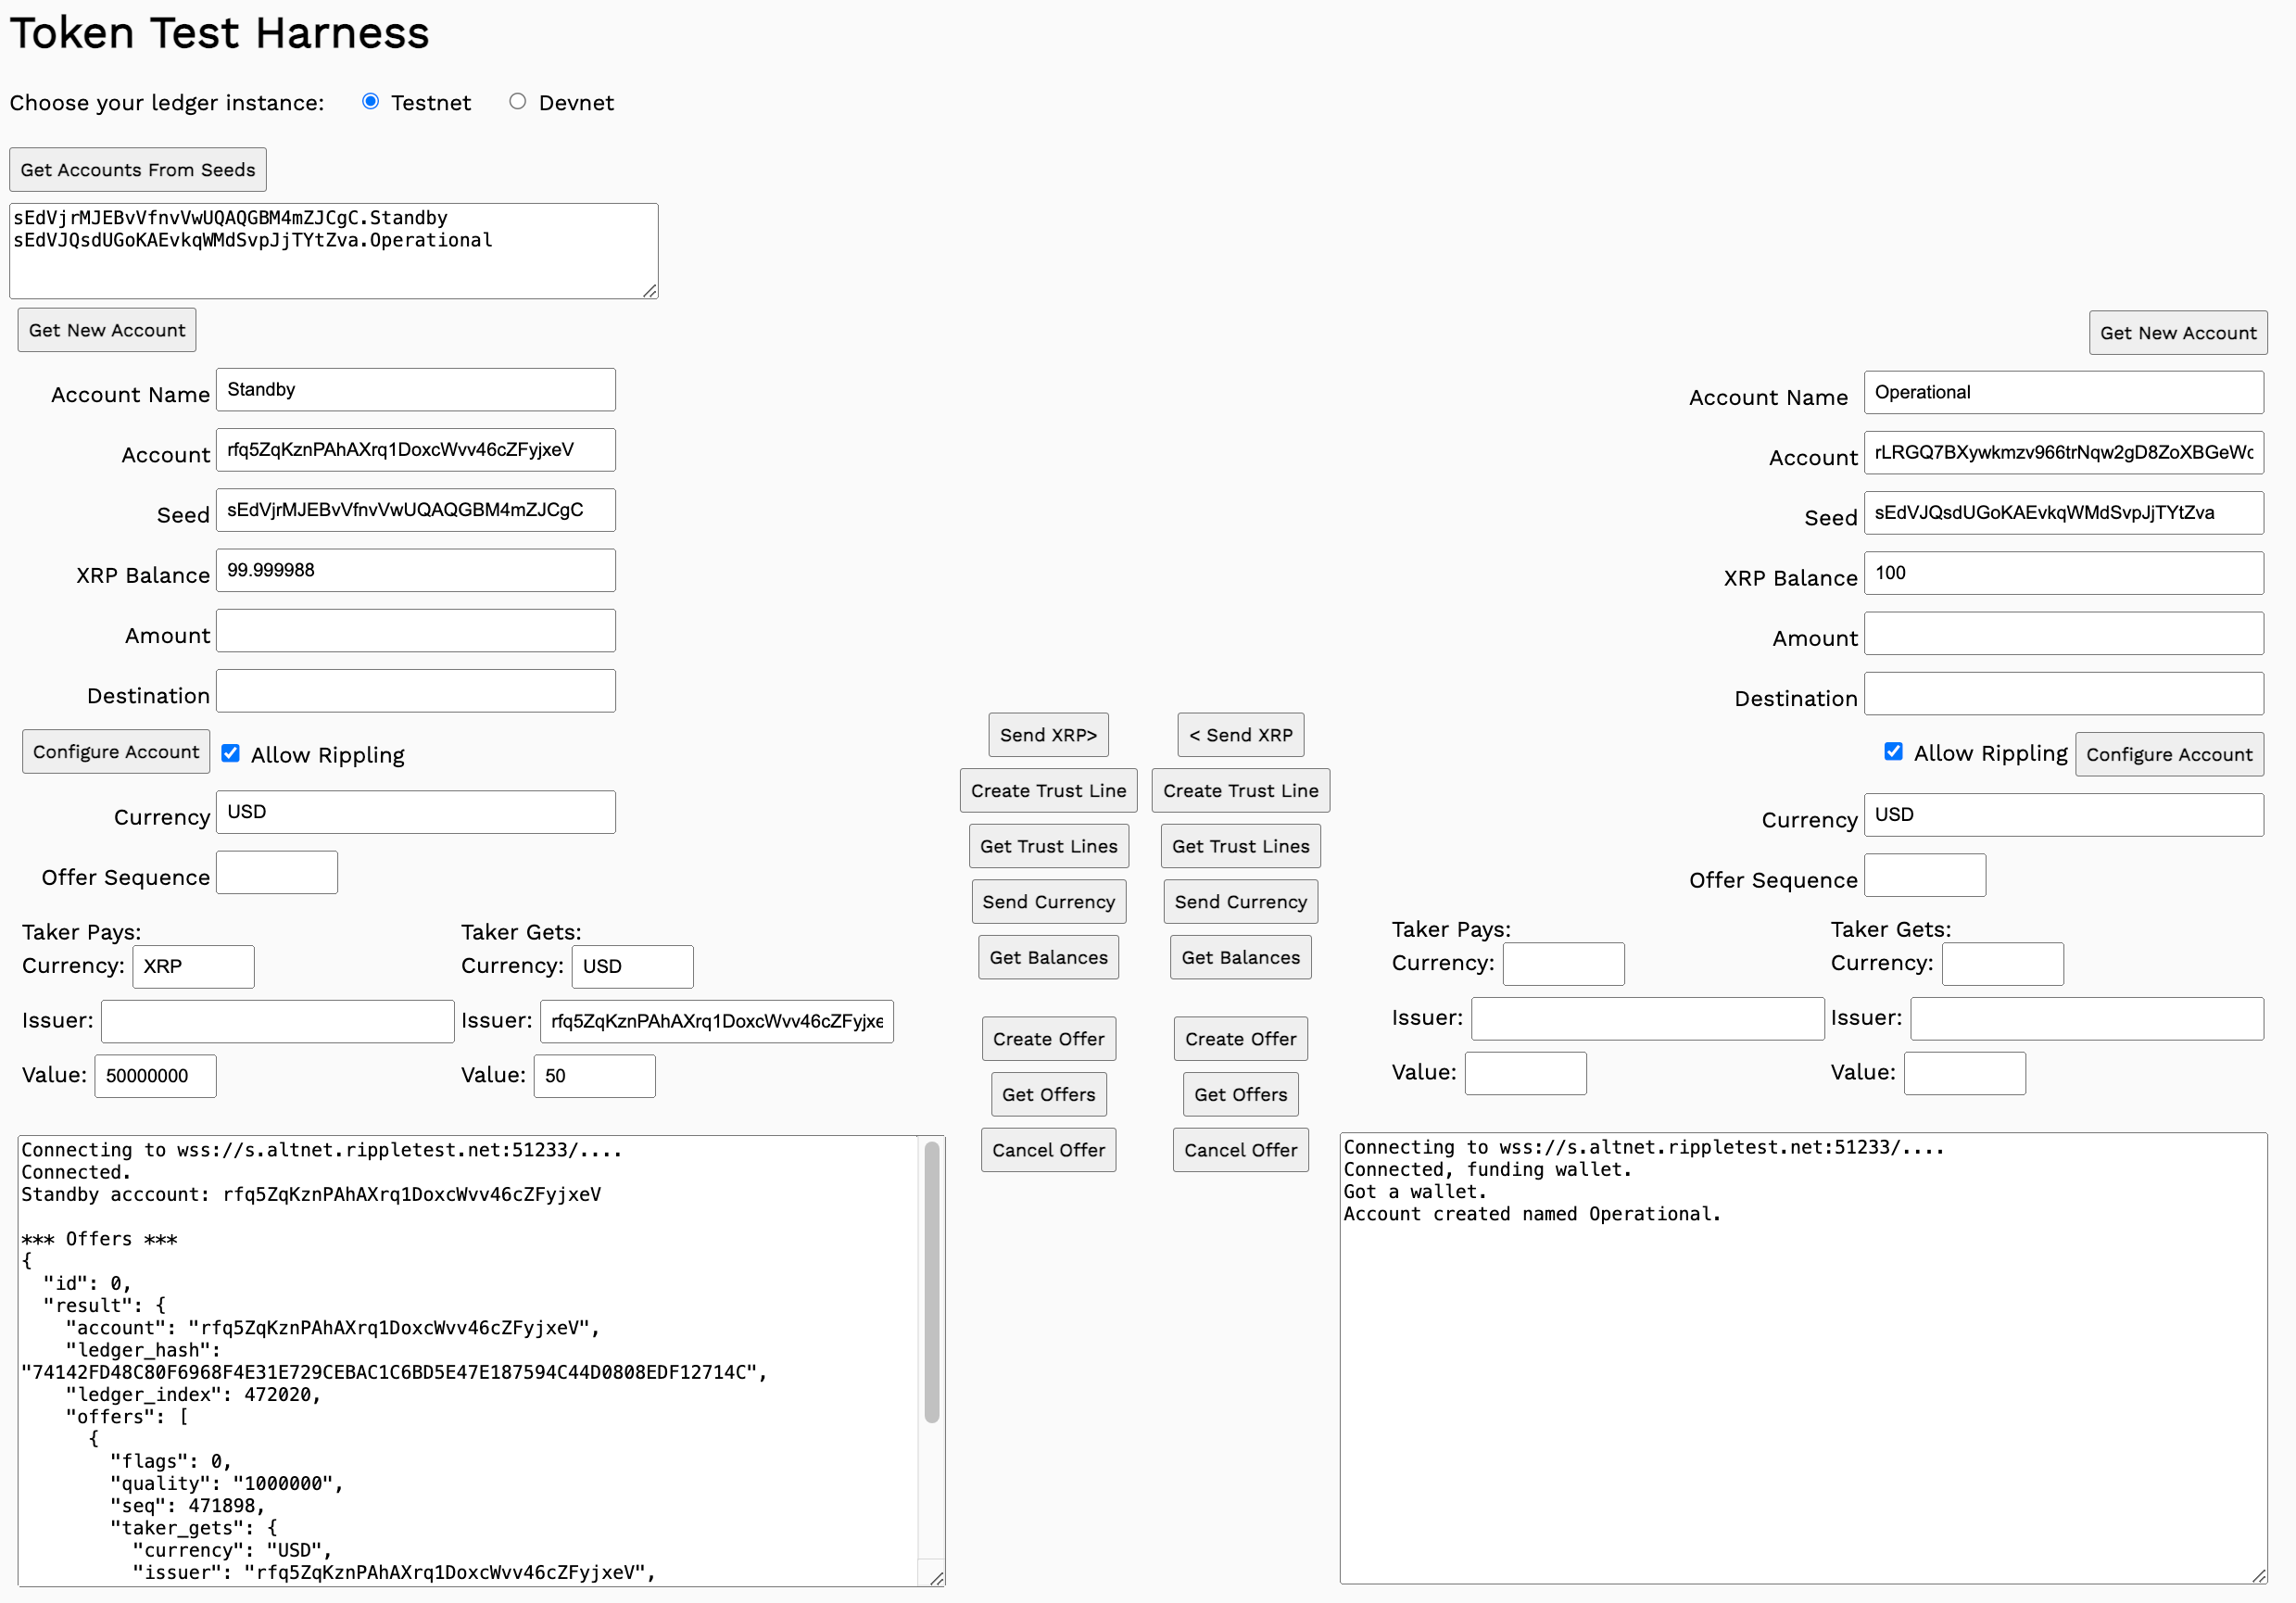 Token Test Harness
Choose your ledger instance: Testnet Devnet
Get Accounts From Seeds
sEdVjrMJEBvVfnvVwUQAQGBM4mZJCgC.Standby
sEdVJQsdUGoKAEvkqWMdSvpJjTYtZva.Operational
Get New Account
Account Name Standby
Account rfq5ZqKznPAhAXrq1DoxcWvv46cZFyjxeV
Seed sEdVjrMJEBvVfnvVwUQAQGBM4mZJCgC
XRP Balance 99.999988
Amount
Destination
Configure Account Allow Rippling
Currency USD
Offer Sequence
Taker Pays: Taker Gets:
Currency: XRP Currency: USD
Issuer: Issuer: rfq5ZqKznPAhAXrq1DoxcWvv46cZFyjxe
Value: 50000000 Value: 50
Connecting to wss://s.altnet.rippletest.net:51233/....
Connected.
Standby acccount: rfq5ZqKznPAhAXrq1DoxcWvv46cZFyjxeV
*** Offers ***
{
"id": 0,
"result": {
"account": "rfq5ZqKznPAhAXrq1DoxcWvv46cZFyjxeV",
"ledger_hash":
"74142FD48C80F6968F4E31E729CEBAC1C6BD5E47E187594C44D0808EDF12714C",
"ledger_index": 472020,
"offers": [
{
"flags": 0,
"quality": "1000000",
"seq": 471898,
"taker_gets": {
"currency": "USD",
"issuer": "rfq5ZqKznPAhAXrq1DoxcWvv46cZFyjxeV",
Send XRP> < Send XRP
Create Trust Line Create Trust Line
Get Trust Lines Get Trust Lines
Send Currency Send Currency
Get Balances Get Balances
Create Offer Create Offer
Get Offers Get Offers
Cancel Offer Cancel Offer
Get New Account
Account Name Operational
Account rLRGQ7BXywkmzv966trNqw2gD8ZoXBGeWc
Seed sEdVJQsdUGoKAEvkqWMdSvpJjTYtZva
XRP Balance 100
Amount
Destination
Allow Rippling Configure Account
Currency USD
Offer Sequence
Taker Pays: Taker Gets:
Currency: Currency:
Issuer: Issuer:
Value: Value:
Connecting to wss://s.altnet.rippletest.net:51233/....
Connected, funding wallet.
Got a wallet.
Account created named Operational.